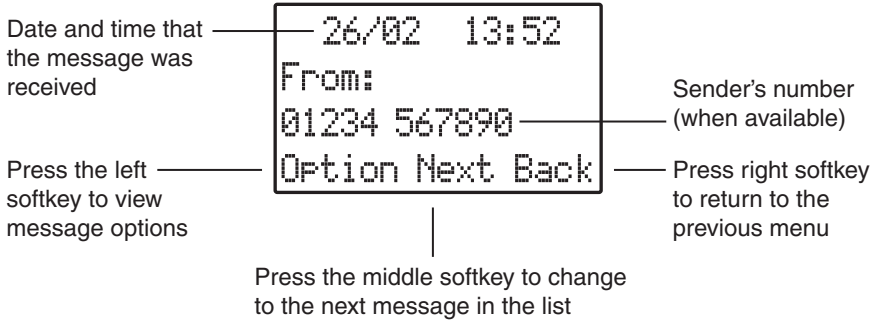 Date and time that
the message was
received
26/02 13:52
From:
01234 567890
Option Next Back
Sender's number
(when available)
Press the left
softkey to view
message options
Press right softkey
to return to the
previous menu
Press the middle softkey to change
to the next message in the list